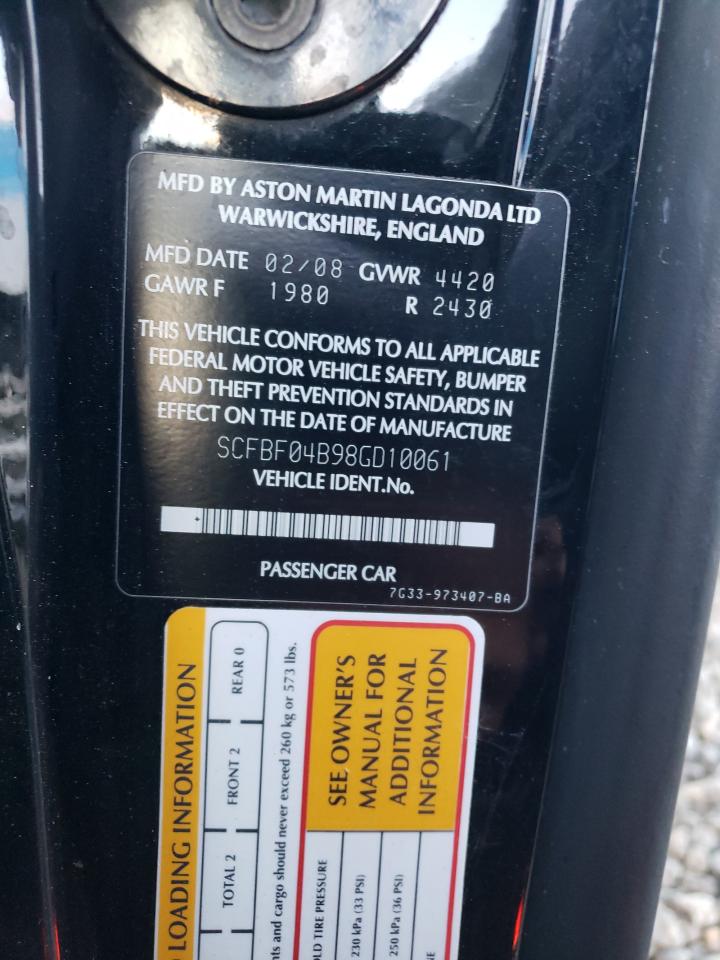 MFD BY ASTON MARTIN LAGONDA LTD
WARWICKSHIRE, ENGLAND
MFD DATE 02/08 GVWR 4420
GAWR F 1980 R 2430
THIS VEHICLE CONFORMS TO ALL APPLICABLE
FEDERAL MOTOR VEHICLE SAFETY, BUMPER
AND THEFT PREVENTION STANDARDS IN
EFFECT ON THE DATE OF MANUFACTURE
SCFBF04B98GD10061
VEHICLE IDENT.No.
PASSENGER CAR
7G33-973407-BA
LOADING INFORMATION
TOTAL 2 FRONT 2 REAR 0
and cargo should never exceed 260 kg or 573 lbs.
SEE OWNER'S
MANUAL FOR
ADDITIONAL
INFORMATION
TIRE PRESSURE
230 kPa (33 PSI)
250 kPa (36 PSI)